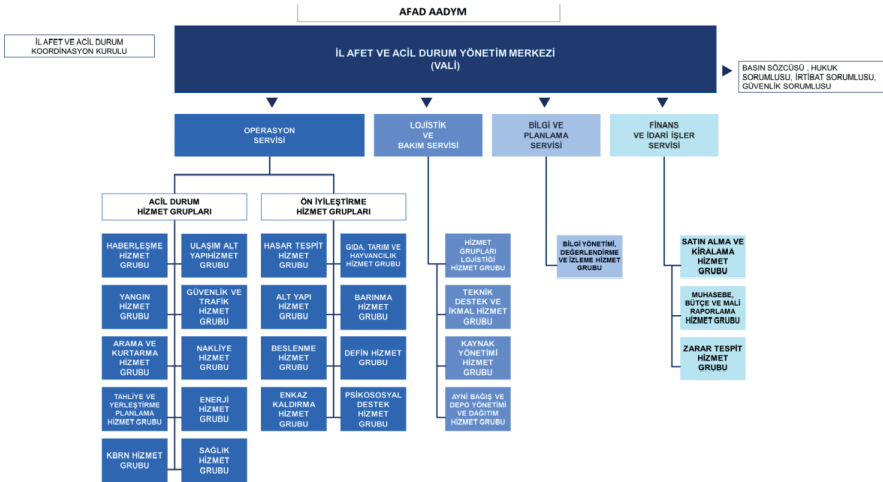 AFAD AADYM
İL AFET VE ACİL DURUM
KOORDİNASYON KURULU
İL AFET VE ACİL DURUM YÖNETİM MERKEZİ
(VALİ)
BASIN SÖZCÜSÜ , HUKUK
SORUMLUSU, İRTİBAT SORUMLUSU,
GÜVENLİK SORUMLUSU
OPERASYON
SERVİSİ
LOJİSTİK
VE
BAKIM SERVİSİ
BİLGİ VE
PLANLAMA
SERVİSİ
FİNANS
VE İDARİ İŞLER
SERVİSİ
ACİL DURUM
HİZMET GRUPLARI
ÖN İYİLEŞTİRME
HİZMET GRUPLARI
HABERLEŞME
HİZMET
GRUBU
ULAŞIM ALT
YAPIHİZMET
GRUBU
YANGIN
HİZMET
GRUBU
GÜVENLİK VE
TRAFİK
HİZMET
GRUBU
ARAMA VE
KURTARMA
HİZMET
GRUBU
NAKLİYE
HİZMET
GRUBU
TAHLİYE VE
YERLEŞTİRME
PLANLAMA
HİZMET GRUBU
ENERJİ
HİZMET
GRUBU
KBRN HİZMET
GRUBU
SAĞLIK
HİZMET
GRUBU
HASAR TESPİT
HİZMET
GRUBU
GIDA, TARIM VE
HAYVANCILIK
HİZMET GRUBU
ALT YAPI
HİZMET
GRUBU
BARINMA
HİZMET
GRUBU
BESLENME
HİZMET
GRUBU
DEFİN HİZMET
GRUBU
ENKAZ
KALDIRMA
HİZMET
GRUBU
PSİKOSOSYAL
DESTEK
HİZMET
GRUBU
HİZMET
GRUPLARI
LOJİSTİĞİ
HİZMET GRUBU
TEKNİK
DESTEK VE
İKMAL HİZMET
GRUBU
KAYNAK
YÖNETİMİ
HİZMET
GRUBU
AYNİ BAĞIŞ VE
DEPO YÖNETİMİ
VE DAĞITIM
HİZMET GRUBU
BİLGİ YÖNETİMİ,
DEĞERLENDİRME
VE İZLEME HİZMET
GRUBU
SATIN ALMA VE
KİRALAMA
HİZMET
GRUBU
MUHASEBE,
BÜTÇE VE MALİ
RAPORLAMA
HİZMET GRUBU
ZARAR TESPİT
HİZMET
GRUBU